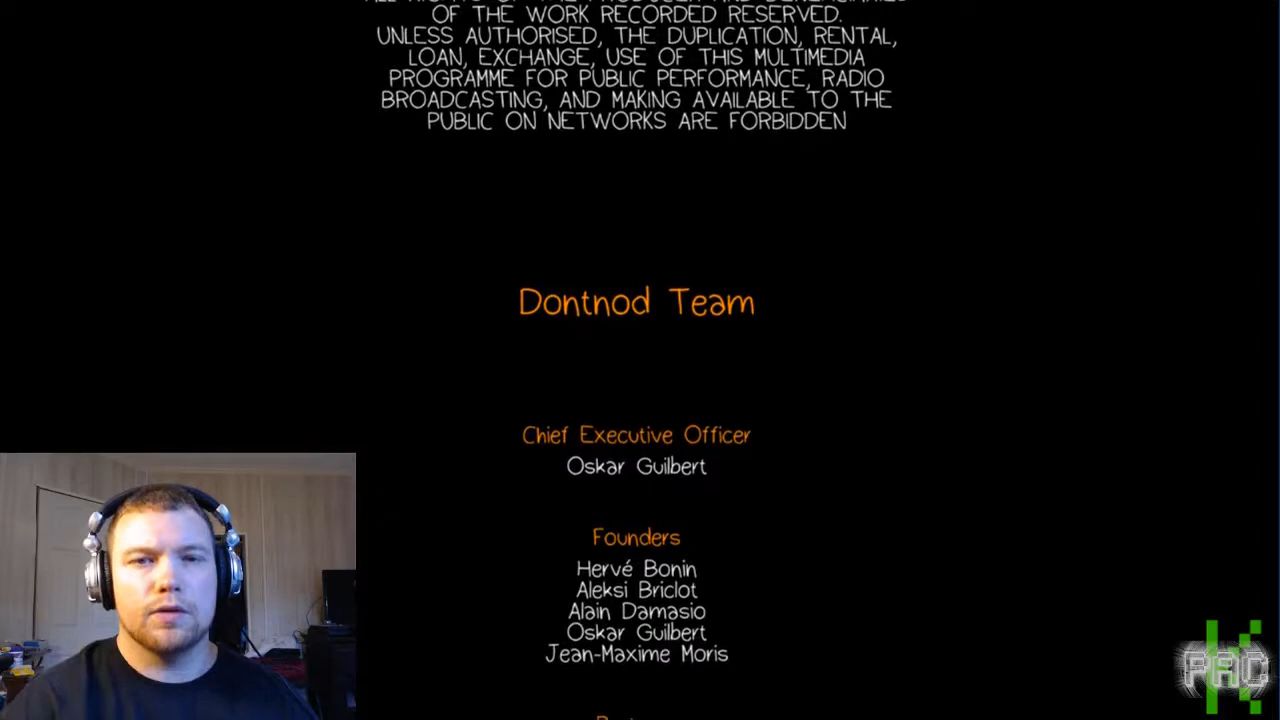 OF THE WORK RECORDED RESERVED.
UNLESS AUTHORISED, THE DUPLICATION, RENTAL,
LOAN, EXCHANGE, USE OF THIS MULTIMEDIA
PROGRAMME FOR PUBLIC PERFORMANCE, RADIO
BROADCASTING, AND MAKING AVAILABLE TO THE
PUBLIC ON NETWORKS ARE FORBIDDEN
Dontnod Team
Chief Executive Officer
Oskar Guilbert
Founders
Hervé Bonin
Aleksi Briclot
Alain Damasio
Oskar Guilbert
Jean-Maxime Moris
K
PAC